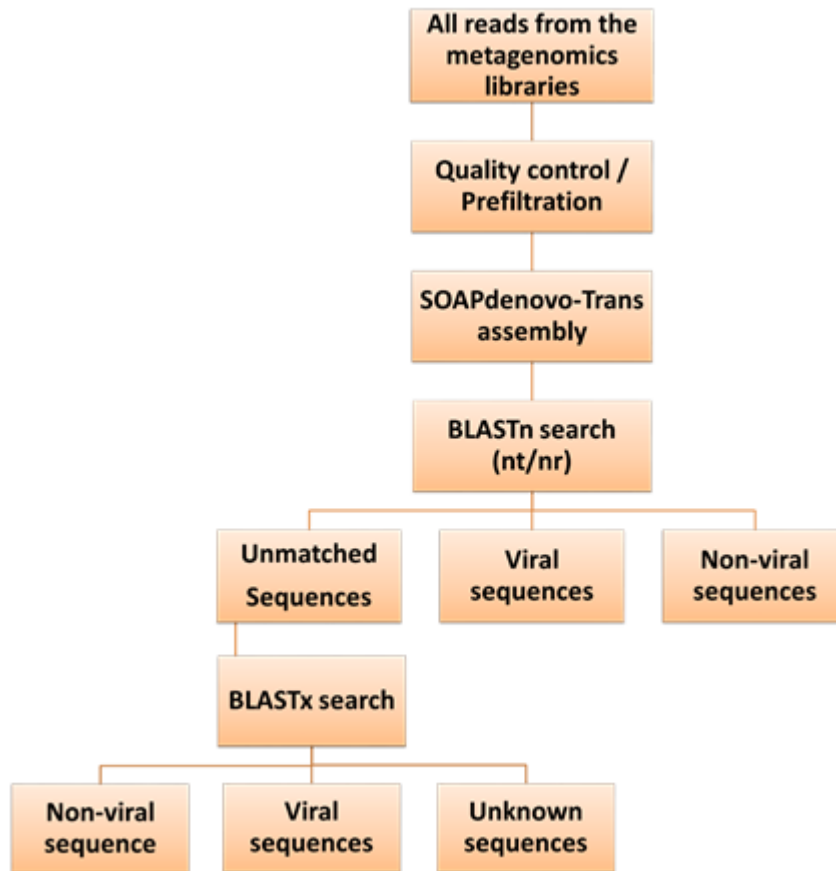 All reads from the
metagenomics
libraries
Quality control /
Prefiltration
SOAPdenovo-Trans
assembly
BLASTn search
(nt/nr)
Unmatched
Sequences
Viral
sequences
Non-viral
sequences
BLASTx search
Non-viral
sequence
Viral
sequences
Unknown
sequences